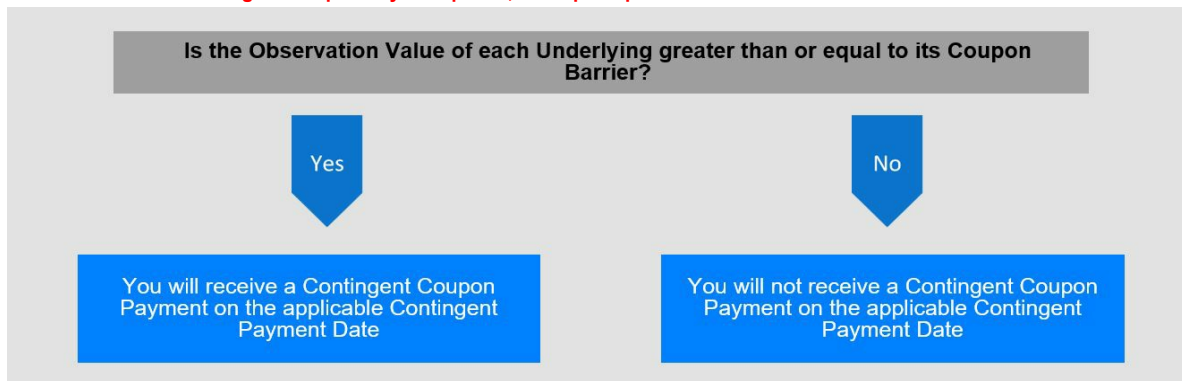 Is the Observation Value of each Underlying greater than or equal to its Coupon
Barrier?
Yes
No
You will receive a Contingent Coupon
Payment on the applicable Contingent
Payment Date
You will not receive a Contingent Coupon
Payment on the applicable Contingent
Payment Date